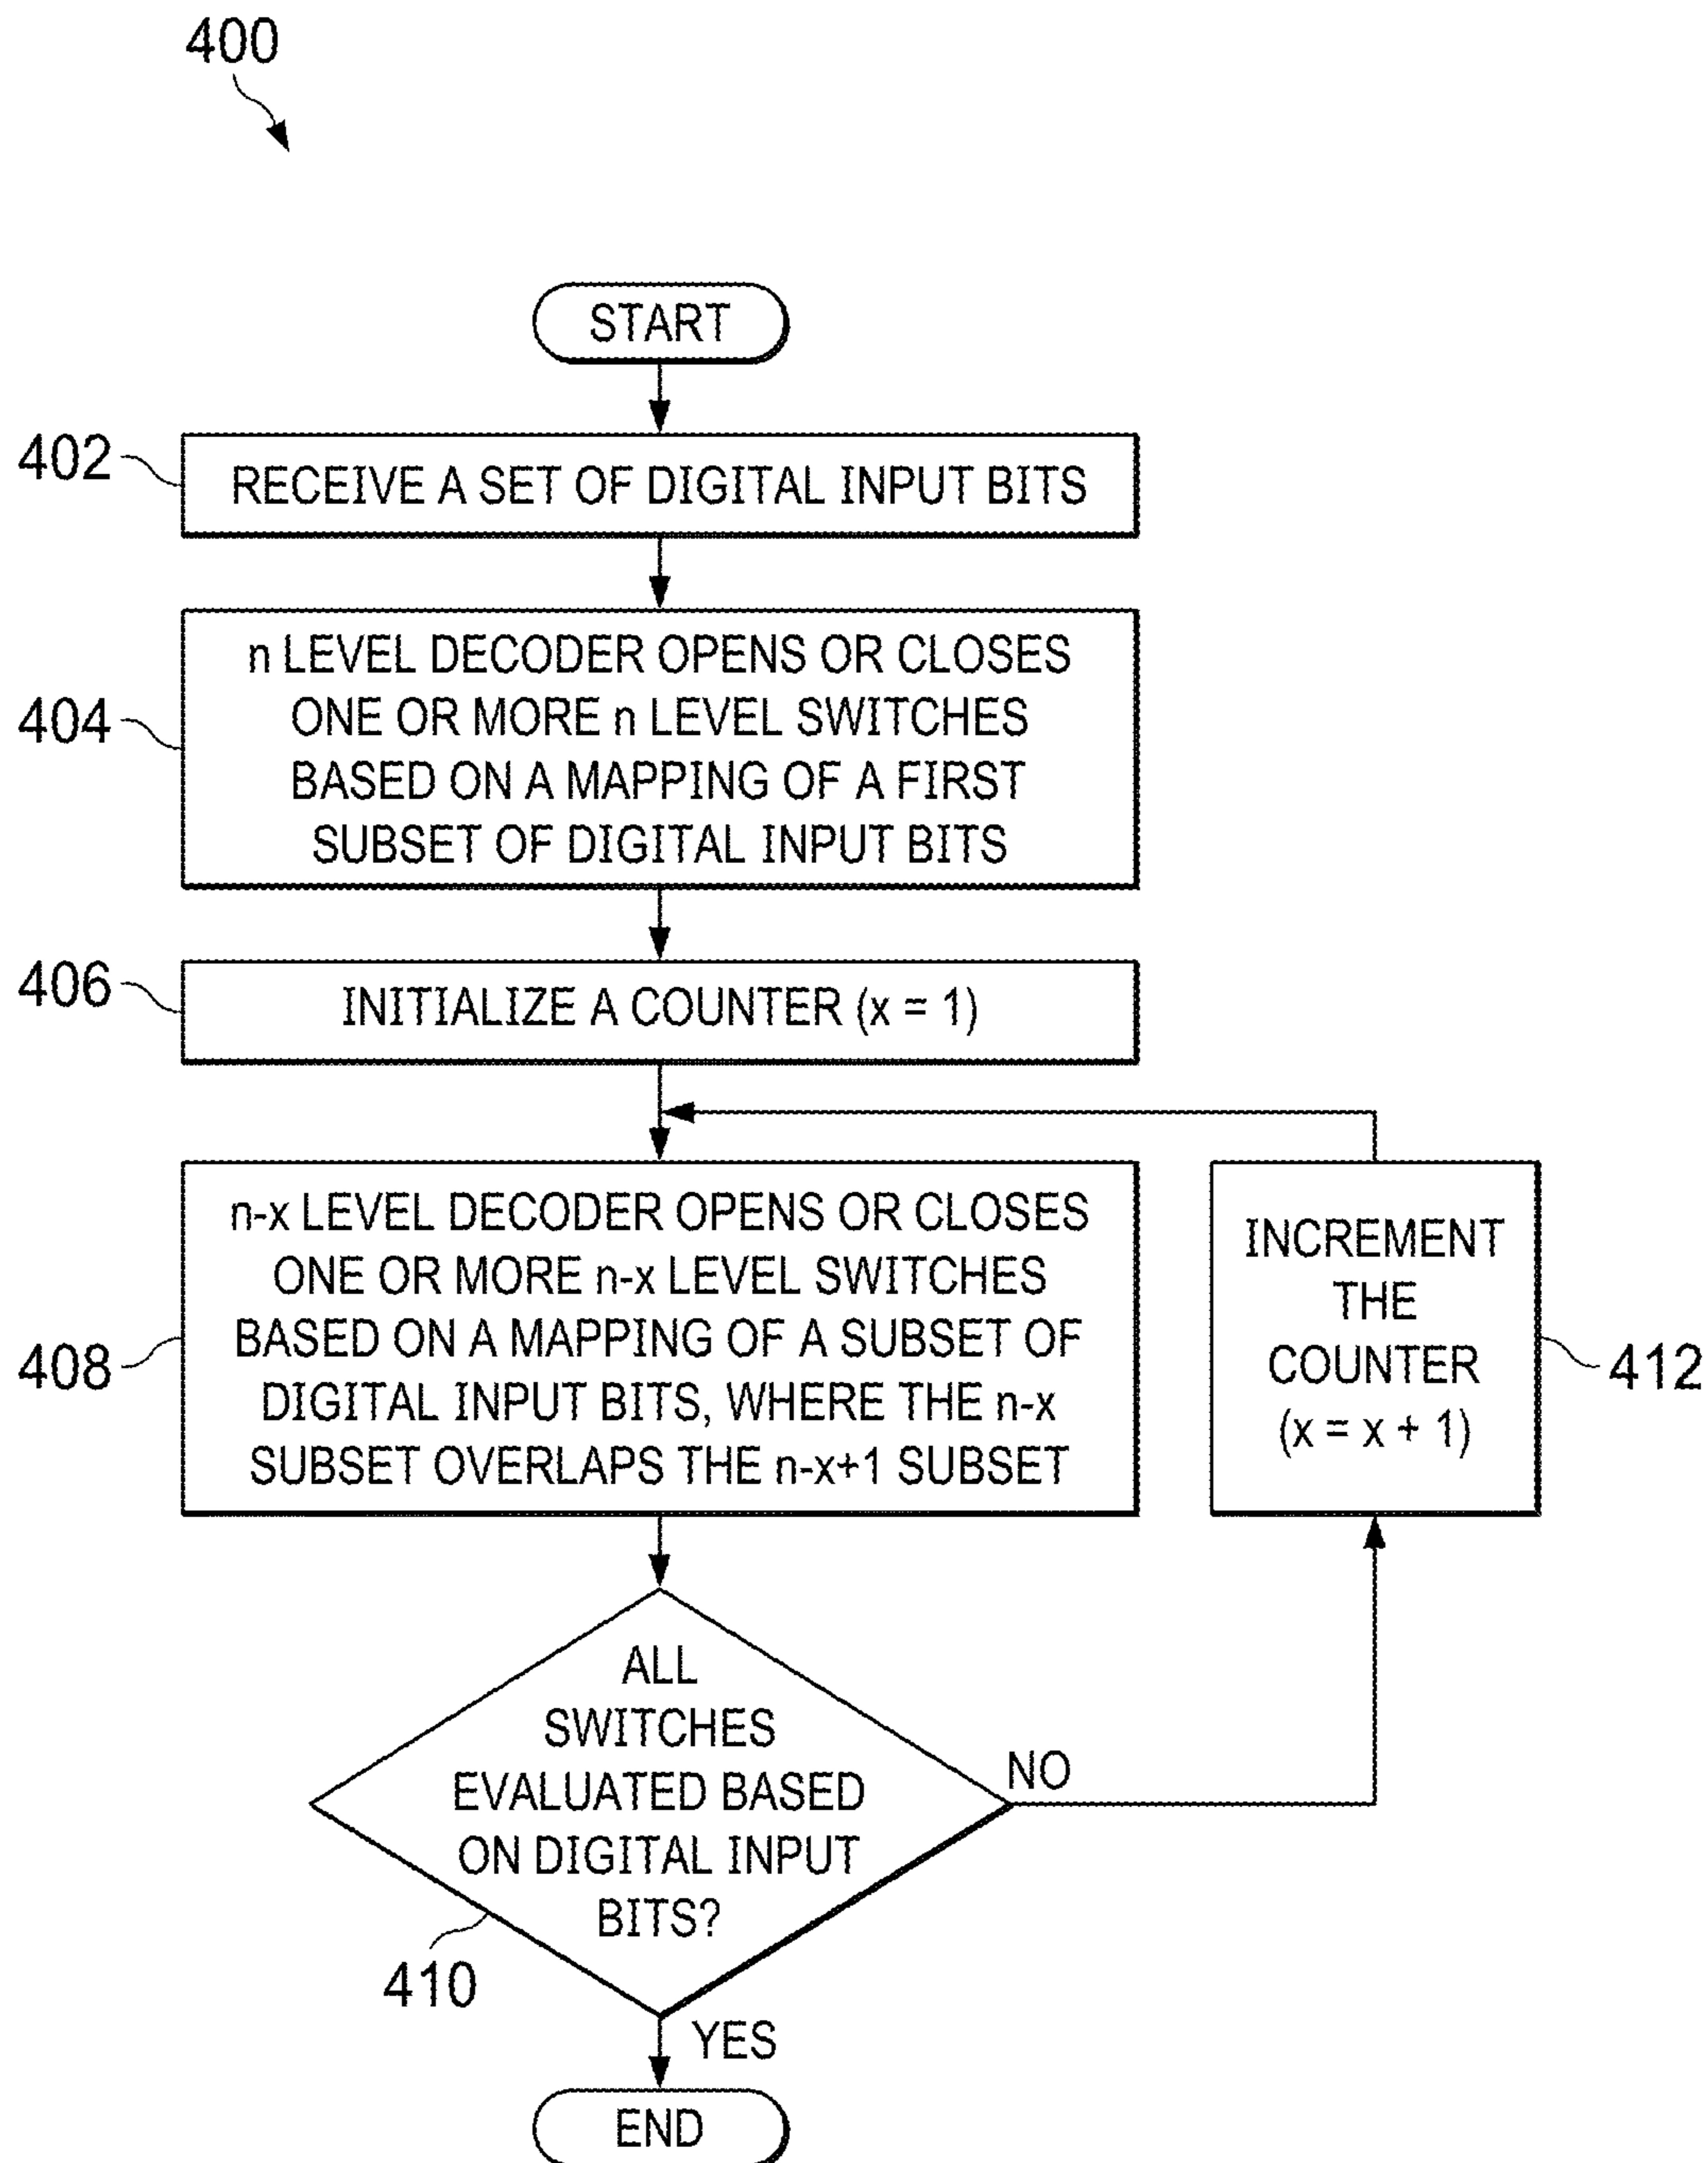 400
START
402
RECEIVE A SET OF DIGITAL INPUT BITS
404
n LEVEL DECODER OPENS OR CLOSES
ONE OR MORE n LEVEL SWITCHES
BASED ON A MAPPING OF A FIRST
SUBSET OF DIGITAL INPUT BITS
406
INITIALIZE A COUNTER (x = 1)
408
n-x LEVEL DECODER OPENS OR CLOSES
ONE OR MORE n-x LEVEL SWITCHES
BASED ON A MAPPING OF A SUBSET OF
DIGITAL INPUT BITS, WHERE THE n-x
SUBSET OVERLAPS THE n-x+1 SUBSET
INCREMENT
THE
COUNTER
(x = x + 1)
412
ALL
SWITCHES
EVALUATED BASED
ON DIGITAL INPUT
BITS?
NO
410
YES
END